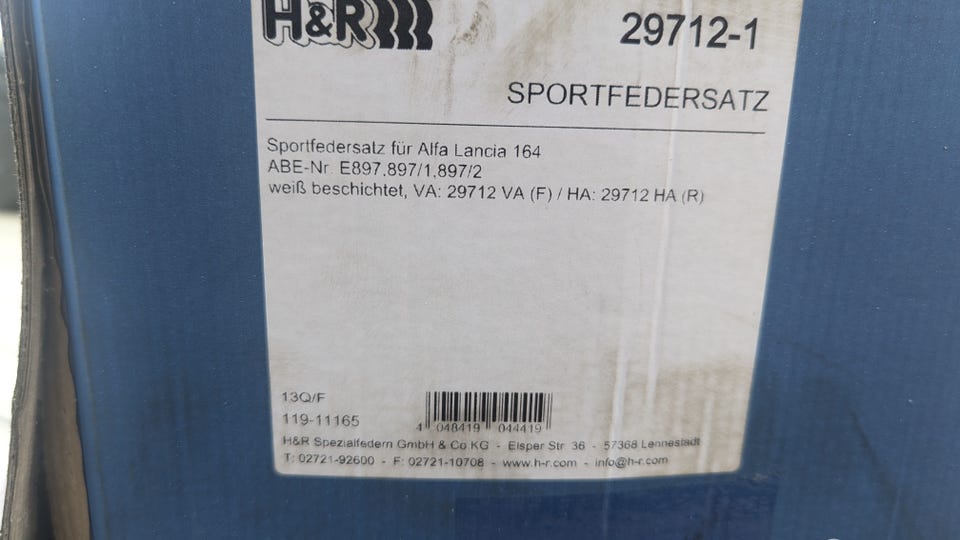 H&R
29712-1
SPORTFEDERSATZ
Sportfedersatz für Alfa Lancia 164
ABE-Nr. E897,897/1,897/2
weiß beschichtet, VA: 29712 VA (F) / HA: 29712 HA (R)
13Q/F
119-11165
4 048419 044419
H&R Spezialfedern GmbH & Co KG - Elsper Str. 36 - 57368 Lennestadt
T: 02721-92600 - F: 02721-10708 - www.h-r.com - info@h-r.com